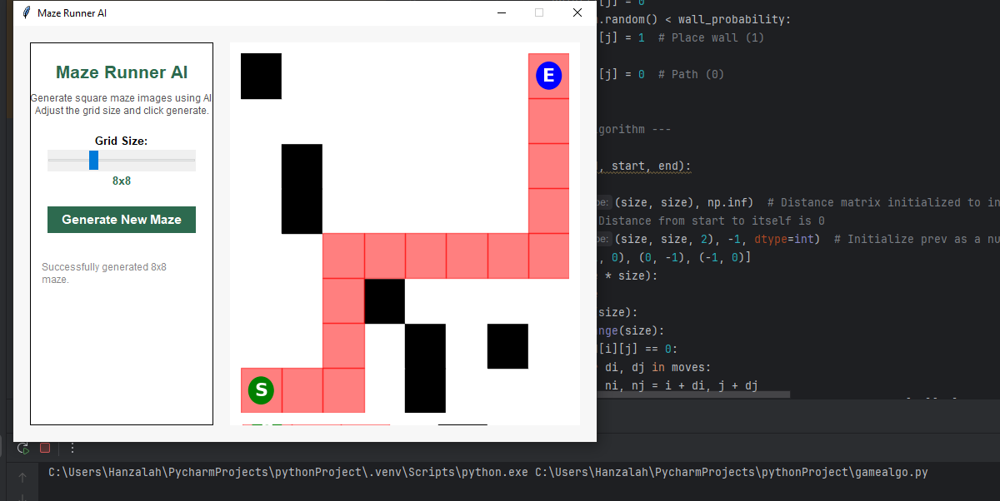 Maze Runner AI
Maze Runner AI
Generate square maze images using AI
Adjust the grid size and click generate.
Grid Size:
8x8
Generate New Maze
Successfully generated 8x8
maze.
E
S
[j] = 0
.random() < wall_probability:
[j] = 1  # Place wall (1)
[j] = 0  # Path (0)
gorithm ---
, start, end):
pe: (size, size), np.inf)  # Distance matrix initialized to in
Distance from start to itself is 0
pe: (size, size, 2), -1, dtype=int)  # Initialize prev as a nu
, 0), (0, -1), (-1, 0)]
* size):
size):
nge(size):
[i][j] == 0:
di, dj in moves:
ni, nj = i + di, j + dj
C:\Users\Hanzalah\PycharmProjects\pythonProject\.venv\Scripts\python.exe C:\Users\Hanzalah\PycharmProjects\pythonProject\gamealgo.py